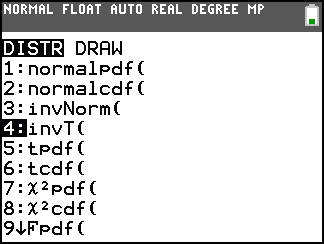 NORMAL FLOAT AUTO REAL DEGREE MP
DISTR DRAW
1:normalpdf(
2:normalcdf(
3:invNorm(
4:invT(
5:tpdf(
6:tcdf(
7:χ²pdf(
8:χ²cdf(
9↓Fpdf(